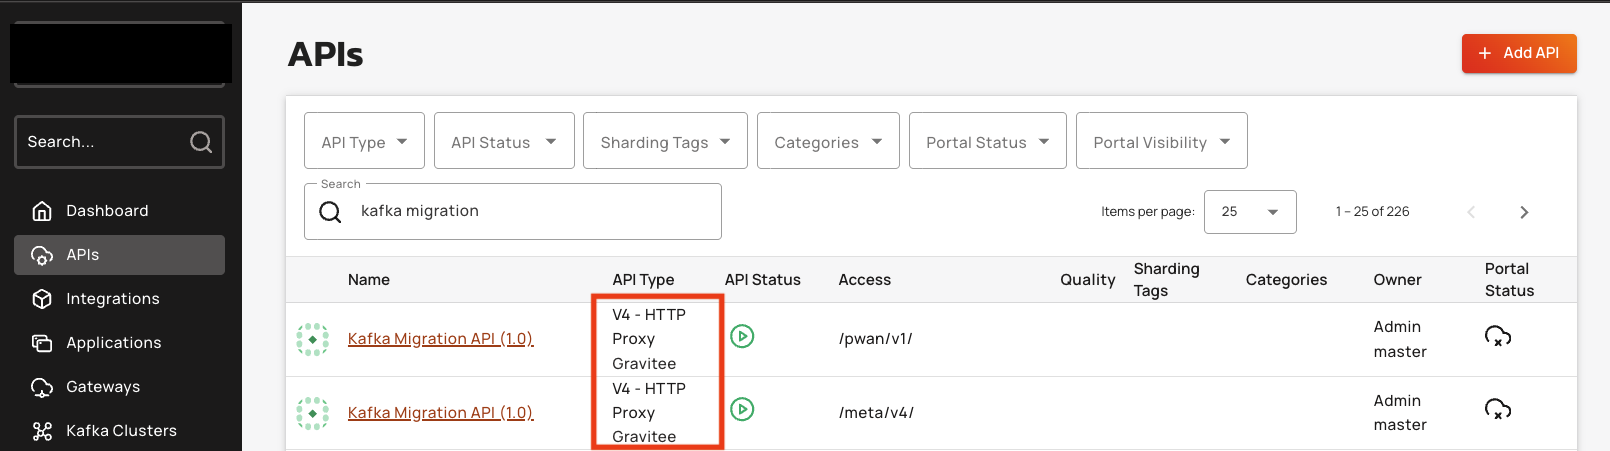 APIs
+ Add API
Search...
API Type
API Status
Sharding Tags
Categories
Portal Status
Portal Visibility
Search
kafka migration
Items per page:
25
1 – 25 of 226
Dashboard
APIs
Integrations
Applications
Gateways
Kafka Clusters
Name
API Type
API Status
Access
Quality
Sharding
Tags
Categories
Owner
Portal
Status
Kafka Migration API (1.0)
V4 - HTTP
Proxy
Gravitee
/pwan/v1/
Admin
master
Kafka Migration API (1.0)
V4 - HTTP
Proxy
Gravitee
/meta/v4/
Admin
master